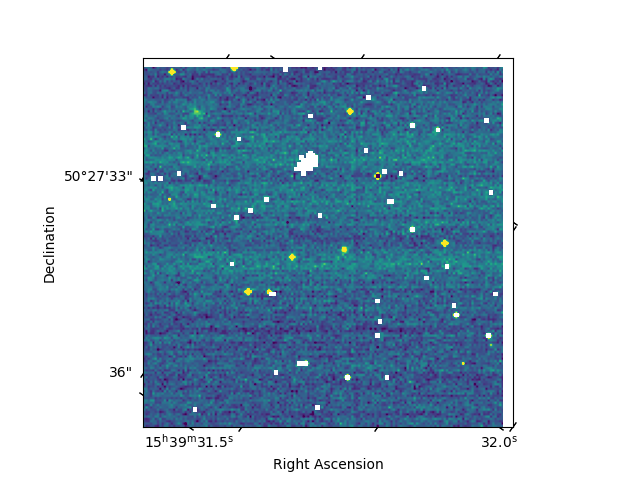 50°27'33"
Declination
36"
15ʰ39ᵐ31.5ˢ
32.0ˢ
Right Ascension